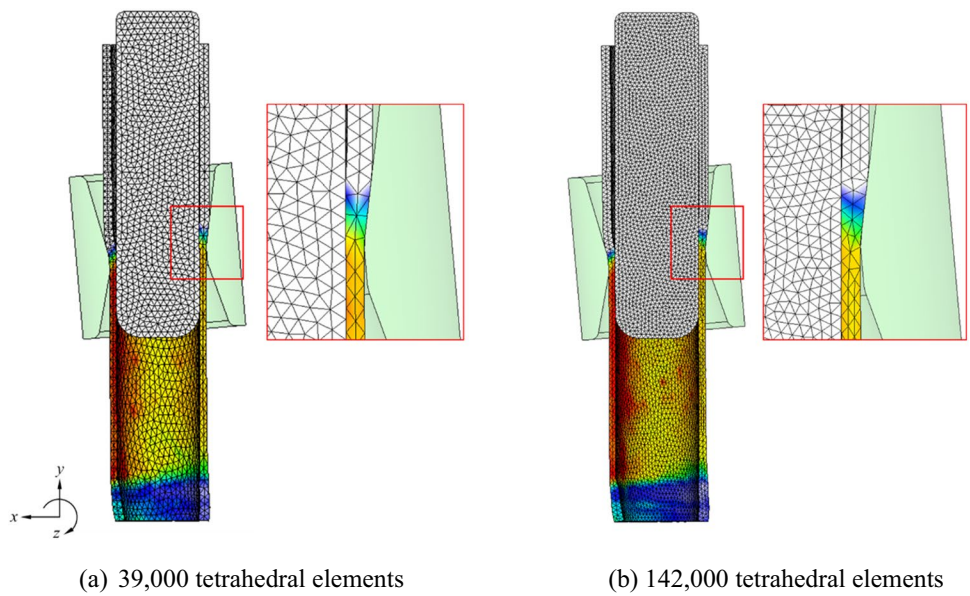 y
x
z
(a) 39,000 tetrahedral elements
(b) 142,000 tetrahedral elements